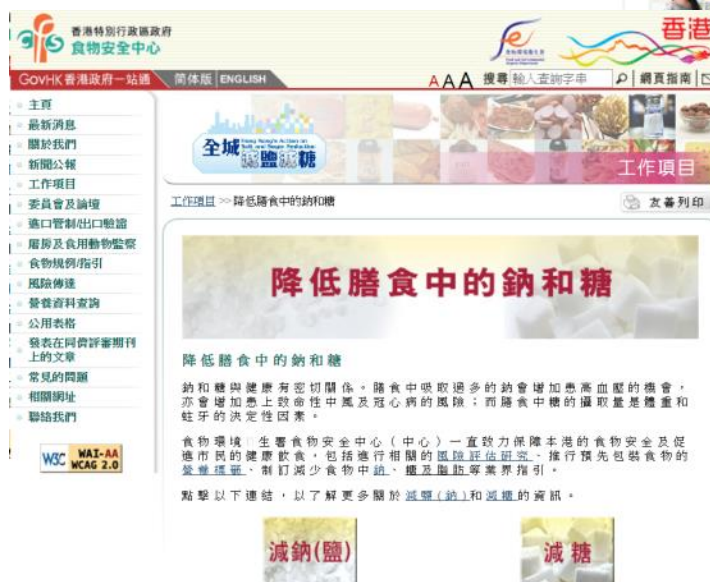 香港特別行政區政府
食物安全中心
香港
GovHK香港政府一站通
简体版
ENGLISH
A A A
搜尋
輸入查詢字串
網頁指南
主頁
最新消息
關於我們
新聞公報
工作項目
委員會及論壇
進口管制/出口驗證
屠房及食用動物監察
食物規例/指引
風險傳達
營養資料查詢
公用表格
發表在同儕評審期刊
上的文章
常見的問題
相關網址
聯絡我們
W3C WAI-AA
WCAG 2.0
全城減鹽減糖
工作項目
工作項目 >> 降低膳食中的鈉和糖
友善列印
降低膳食中的鈉和糖
降低膳食中的鈉和糖
鈉和糖與健康有密切關係。膳食中吸取過多的鈉會增加患高血壓的機會，
亦會增加患上致命性中風及冠心病的風險；而膳食中糖的攝取量是體重和
蛀牙的決定性因素。
食物環境 生署食物安全中心（中心）一直致力保障本港的食物安全及促
進市民的健康飲食，包括進行相關的風險評估研究、推行預先包裝食物的
營養標籤、制訂減少食物中鈉、糖及脂肪等業界指引。
點擊以下連結，以了解更多關於減鹽(鈉)和減糖的資訊。
減鈉(鹽)
減糖